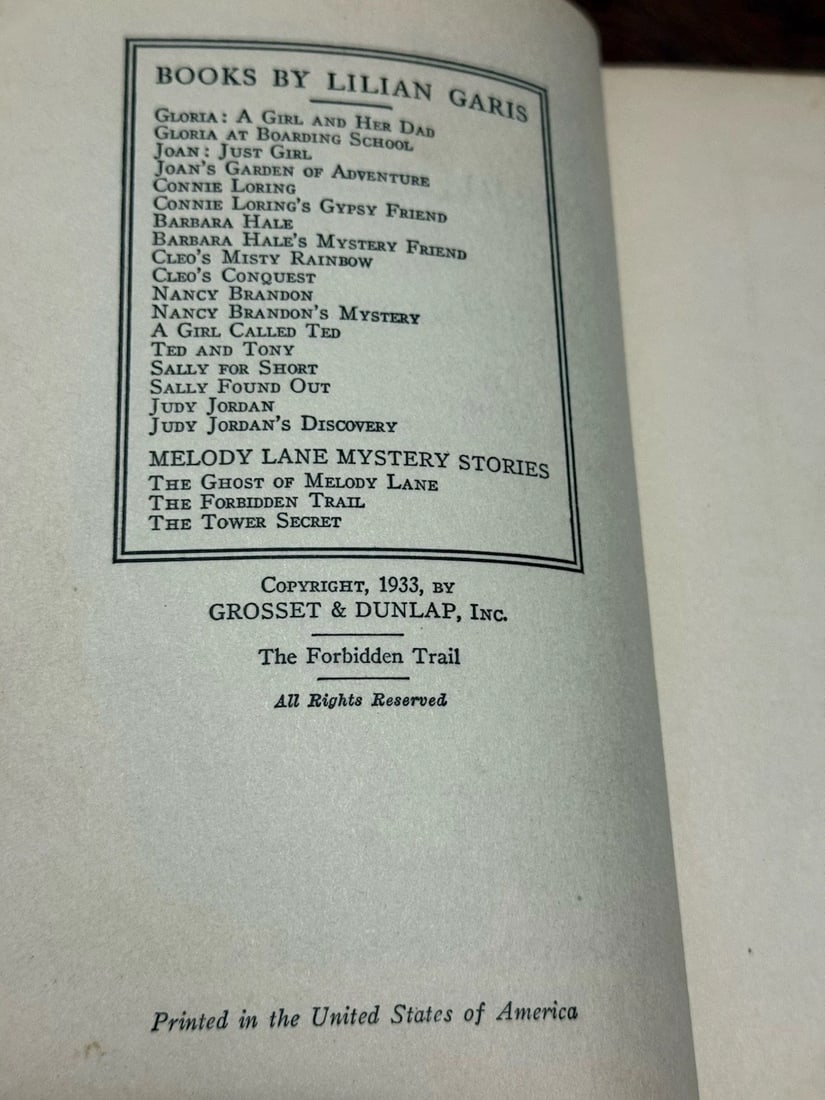 BOOKS BY LILIAN GARIS
GLORIA: A GIRL AND HER DAD
GLORIA AT BOARDING SCHOOL
JOAN: JUST GIRL
JOAN'S GARDEN OF ADVENTURE
CONNIE LORING
CONNIE LORING'S GYPSY FRIEND
BARBARA HALE
BARBARA HALE'S MYSTERY FRIEND
CLEO'S MISTY RAINBOW
CLEO'S CONQUEST
NANCY BRANDON
NANCY BRANDON'S MYSTERY
A GIRL CALLED TED
TED AND TONY
SALLY FOR SHORT
SALLY FOUND OUT
JUDY JORDAN
JUDY JORDAN'S DISCOVERY
MELODY LANE MYSTERY STORIES
THE GHOST OF MELODY LANE
THE FORBIDDEN TRAIL
THE TOWER SECRET
COPYRIGHT, 1933, BY
GROSSET & DUNLAP, INC.
The Forbidden Trail
All Rights Reserved
Printed in the United States of America